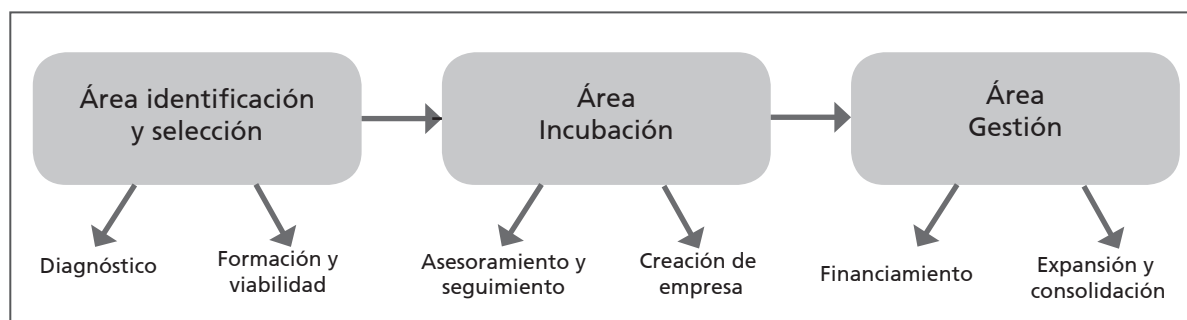 Área identificación
y selección
Área
Incubación
Área
Gestión
Diagnóstico
Formación y
viabilidad
Asesoramiento y
seguimiento
Creación de
empresa
Financiamiento
Expansión y
consolidación